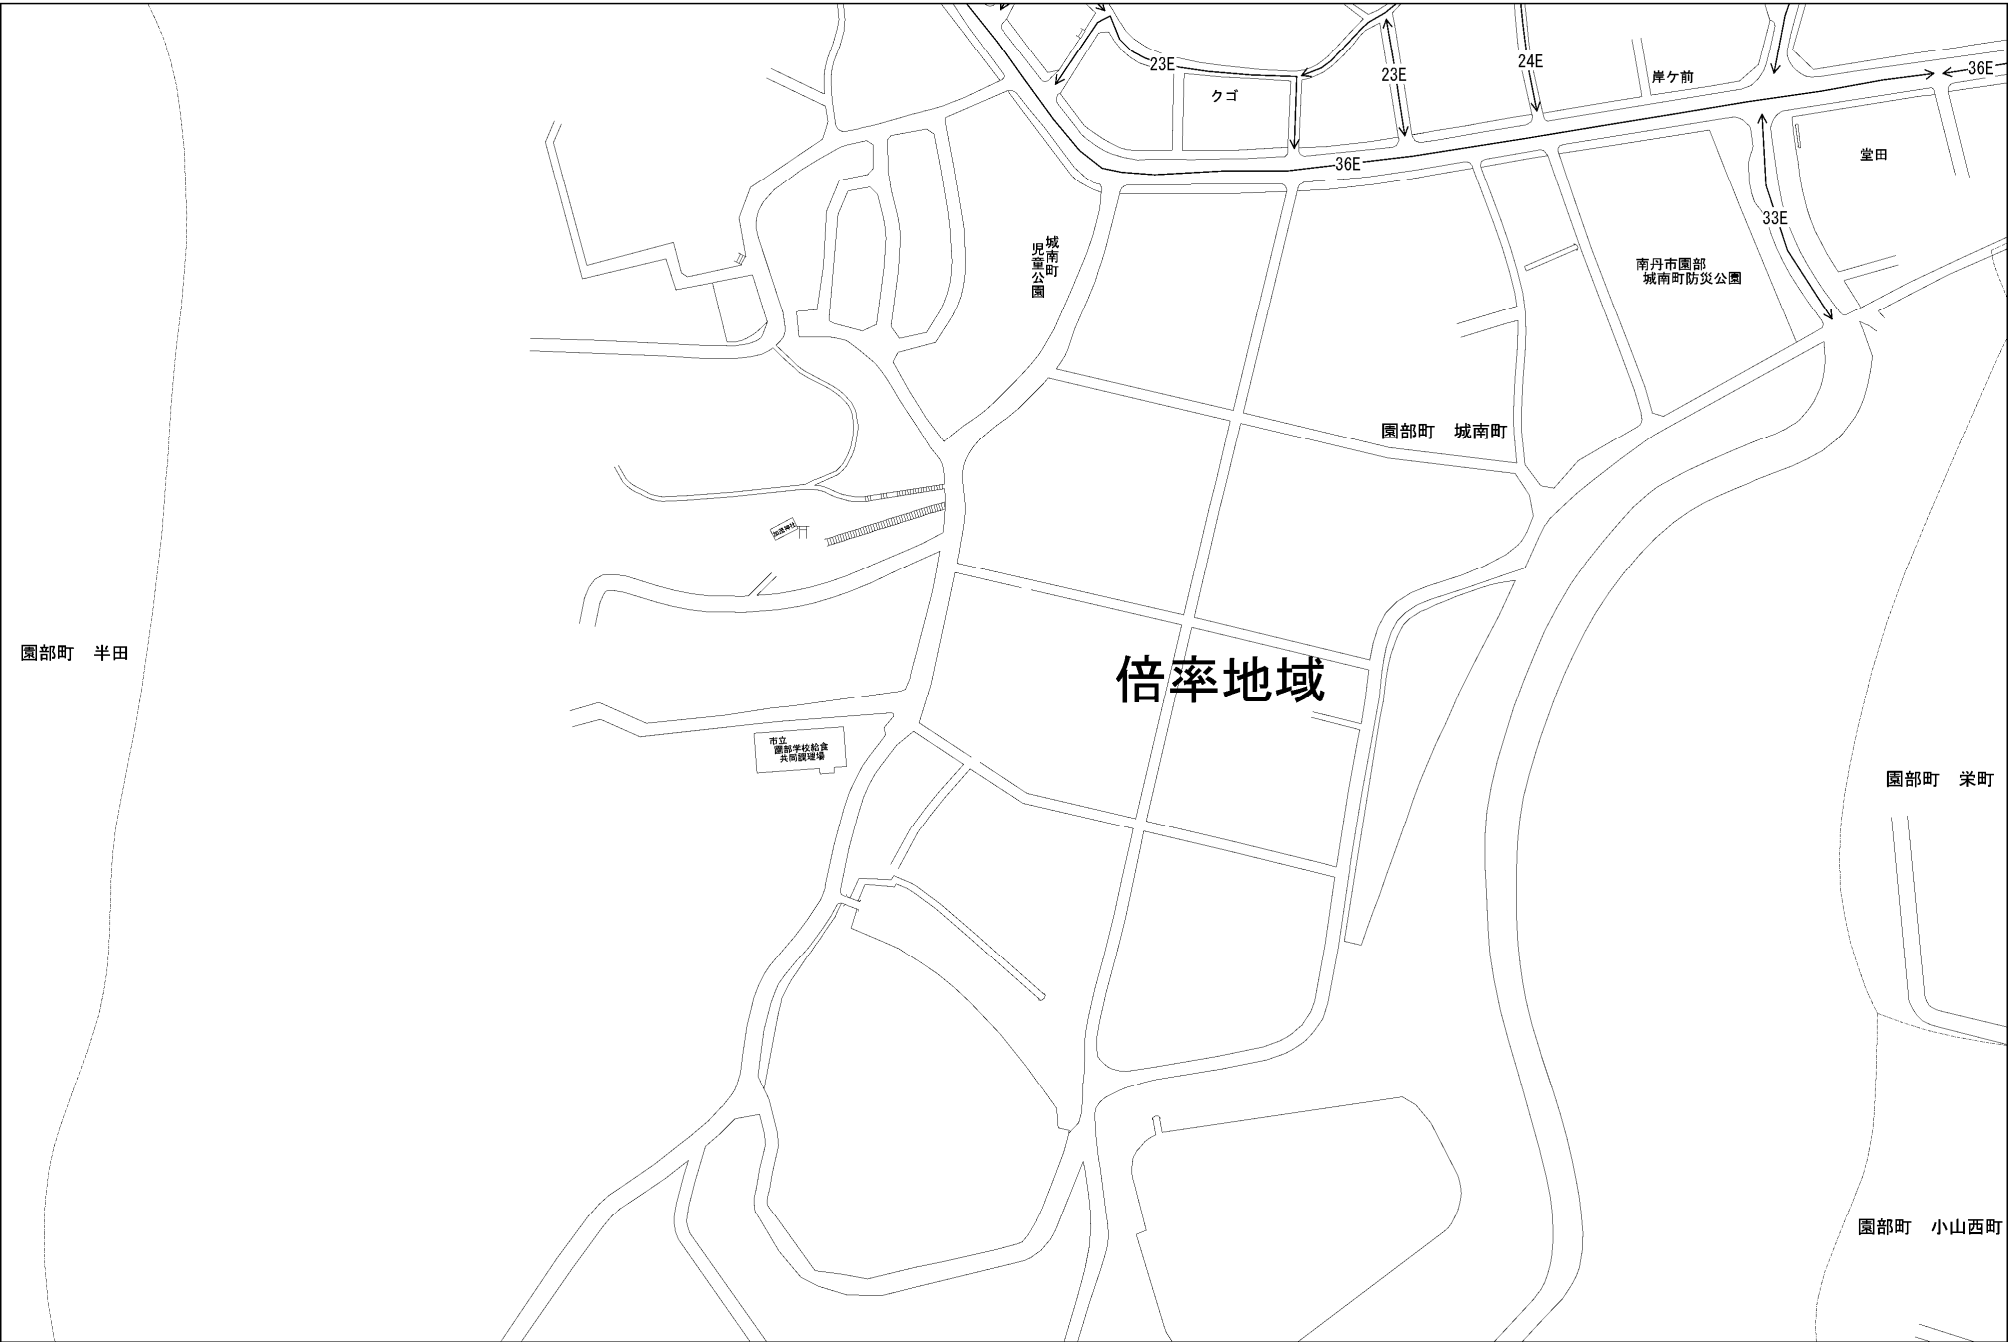 23E
23E
24E
36E
岸ケ前
クゴ
36E
堂田
33E
城南町
児童公園
南丹市園部
城南町防災公園
園部町 城南町
園部町 半田
倍率地域
市立
園部学校給食
共同調理場
園部町 栄町
園部町 小山西町